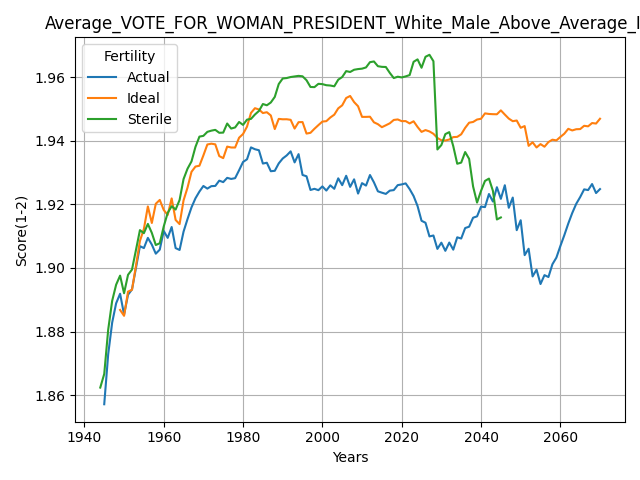 Average_VOTE_FOR_WOMAN_PRESIDENT_White_Male_Above_Average_I
Fertility
Actual
Ideal
Sterile
Score(1-2)
1.96
1.94
1.92
1.90
1.88
1.86
1940 1960 1980 2000 2020 2040 2060
Years